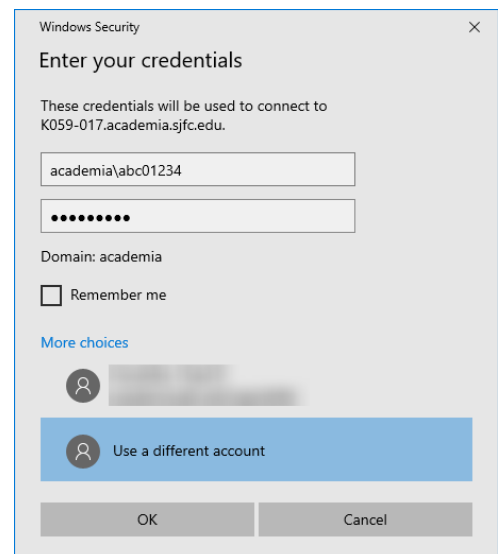 Windows Security
Enter your credentials
These credentials will be used to connect to
K059-017.academia.sjfc.edu.
academia\abc01234
●●●●●●●●●
Domain: academia
Remember me
More choices
Use a different account
OK
Cancel